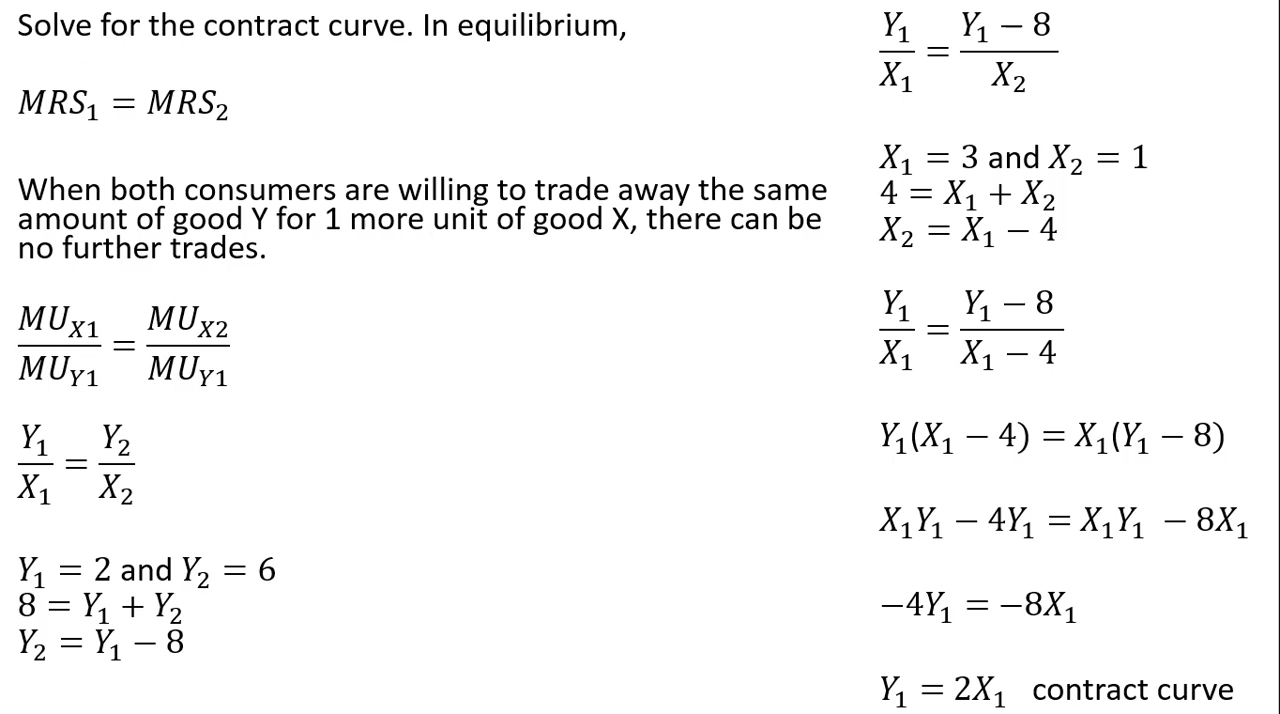 Solve for the contract curve. In equilibrium,
MRS₁ = MRS₂
When both consumers are willing to trade away the same
amount of good Y for 1 more unit of good X, there can be
no further trades.
MU_X1 / MU_Y1 = MU_X2 / MU_Y1
Y₁ / X₁ = Y₂ / X₂
Y₁ = 2 and Y₂ = 6
8 = Y₁ + Y₂
Y₂ = Y₁ − 8
Y₁ / X₁ = (Y₁ − 8) / X₂
X₁ = 3 and X₂ = 1
4 = X₁ + X₂
X₂ = X₁ − 4
Y₁ / X₁ = (Y₁ − 8) / (X₁ − 4)
Y₁(X₁ − 4) = X₁(Y₁ − 8)
X₁Y₁ − 4Y₁ = X₁Y₁ − 8X₁
−4Y₁ = −8X₁
Y₁ = 2X₁ contract curve